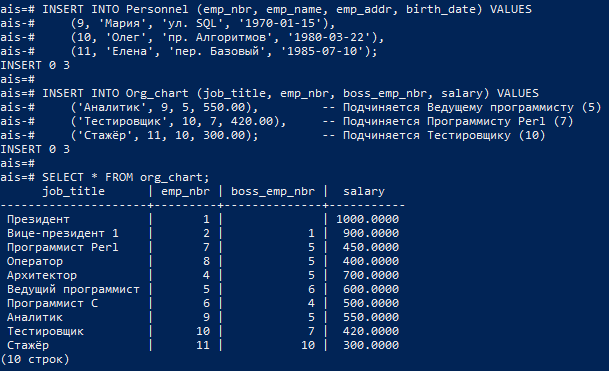 ais=# INSERT INTO Personnel (emp_nbr, emp_name, emp_addr, birth_date) VALUES
ais-#     (9, 'Мария', 'ул. SQL', '1970-01-15'),
ais-#     (10, 'Олег', 'пр. Алгоритмов', '1980-03-22'),
ais-#     (11, 'Елена', 'пер. Базовый', '1985-07-10');
INSERT 0 3
ais=#
ais=# INSERT INTO Org_chart (job_title, emp_nbr, boss_emp_nbr, salary) VALUES
ais-#     ('Аналитик', 9, 5, 550.00),        -- Подчиняется Ведущему программисту (5)
ais-#     ('Тестировщик', 10, 7, 420.00),    -- Подчиняется Программисту Perl (7)
ais-#     ('Стажёр', 11, 10, 300.00);        -- Подчиняется Тестировщику (10)
INSERT 0 3
ais=#
ais=# SELECT * FROM org_chart;
      job_title      | emp_nbr | boss_emp_nbr |  salary
---------------------+---------+--------------+-----------
 Президент           |       1 |              | 1000.0000
 Вице-президент 1    |       2 |            1 |  900.0000
 Программист Perl    |       7 |            5 |  450.0000
 Оператор            |       8 |            5 |  400.0000
 Архитектор          |       4 |            5 |  700.0000
 Ведущий программист |       5 |            6 |  600.0000
 Программист С       |       6 |            4 |  500.0000
 Аналитик            |       9 |            5 |  550.0000
 Тестировщик         |      10 |            7 |  420.0000
 Стажёр              |      11 |           10 |  300.0000
(10 строк)